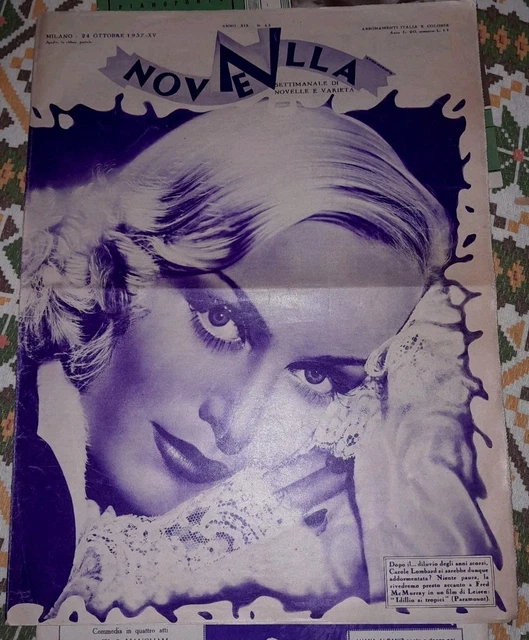 ANNO XIX N. 43
MILANO - 24 OTTOBRE 1937-XV
ABBONAMENTI ITALIA E COLONIE
NOVELLA
SETTIMANALE DI
NOVELLE E VARIETÀ
Dopo il... diluvio degli anni scorsi,
Carole Lombard si sarebbe dunque
addormentata? Niente paura, la
rivedremo presto accanto a Fred
McMurray in un film di Leisen:
"Idillio ai tropici" (Paramount).
Commedia in quattro atti